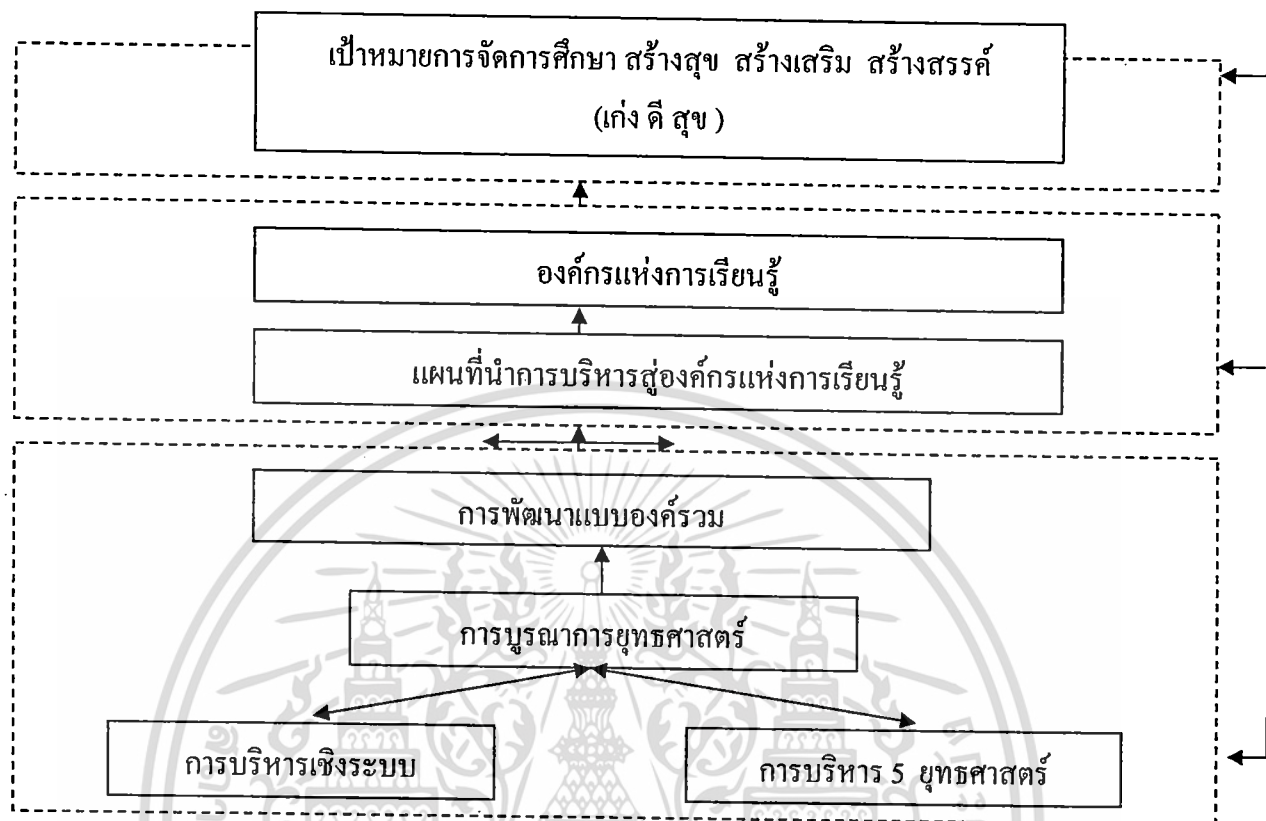 เป้าหมายการจัดการศึกษา สร้างสุข สร้างเสริม สร้างสรรค์
(เก่ง ดี สุข )
องค์กรแห่งการเรียนรู้
แผนที่นำการบริหารสู่องค์กรแห่งการเรียนรู้
การพัฒนาแบบองค์รวม
การบูรณาการยุทธศาสตร์
การบริหารเชิงระบบ
การบริหาร 5 ยุทธศาสตร์